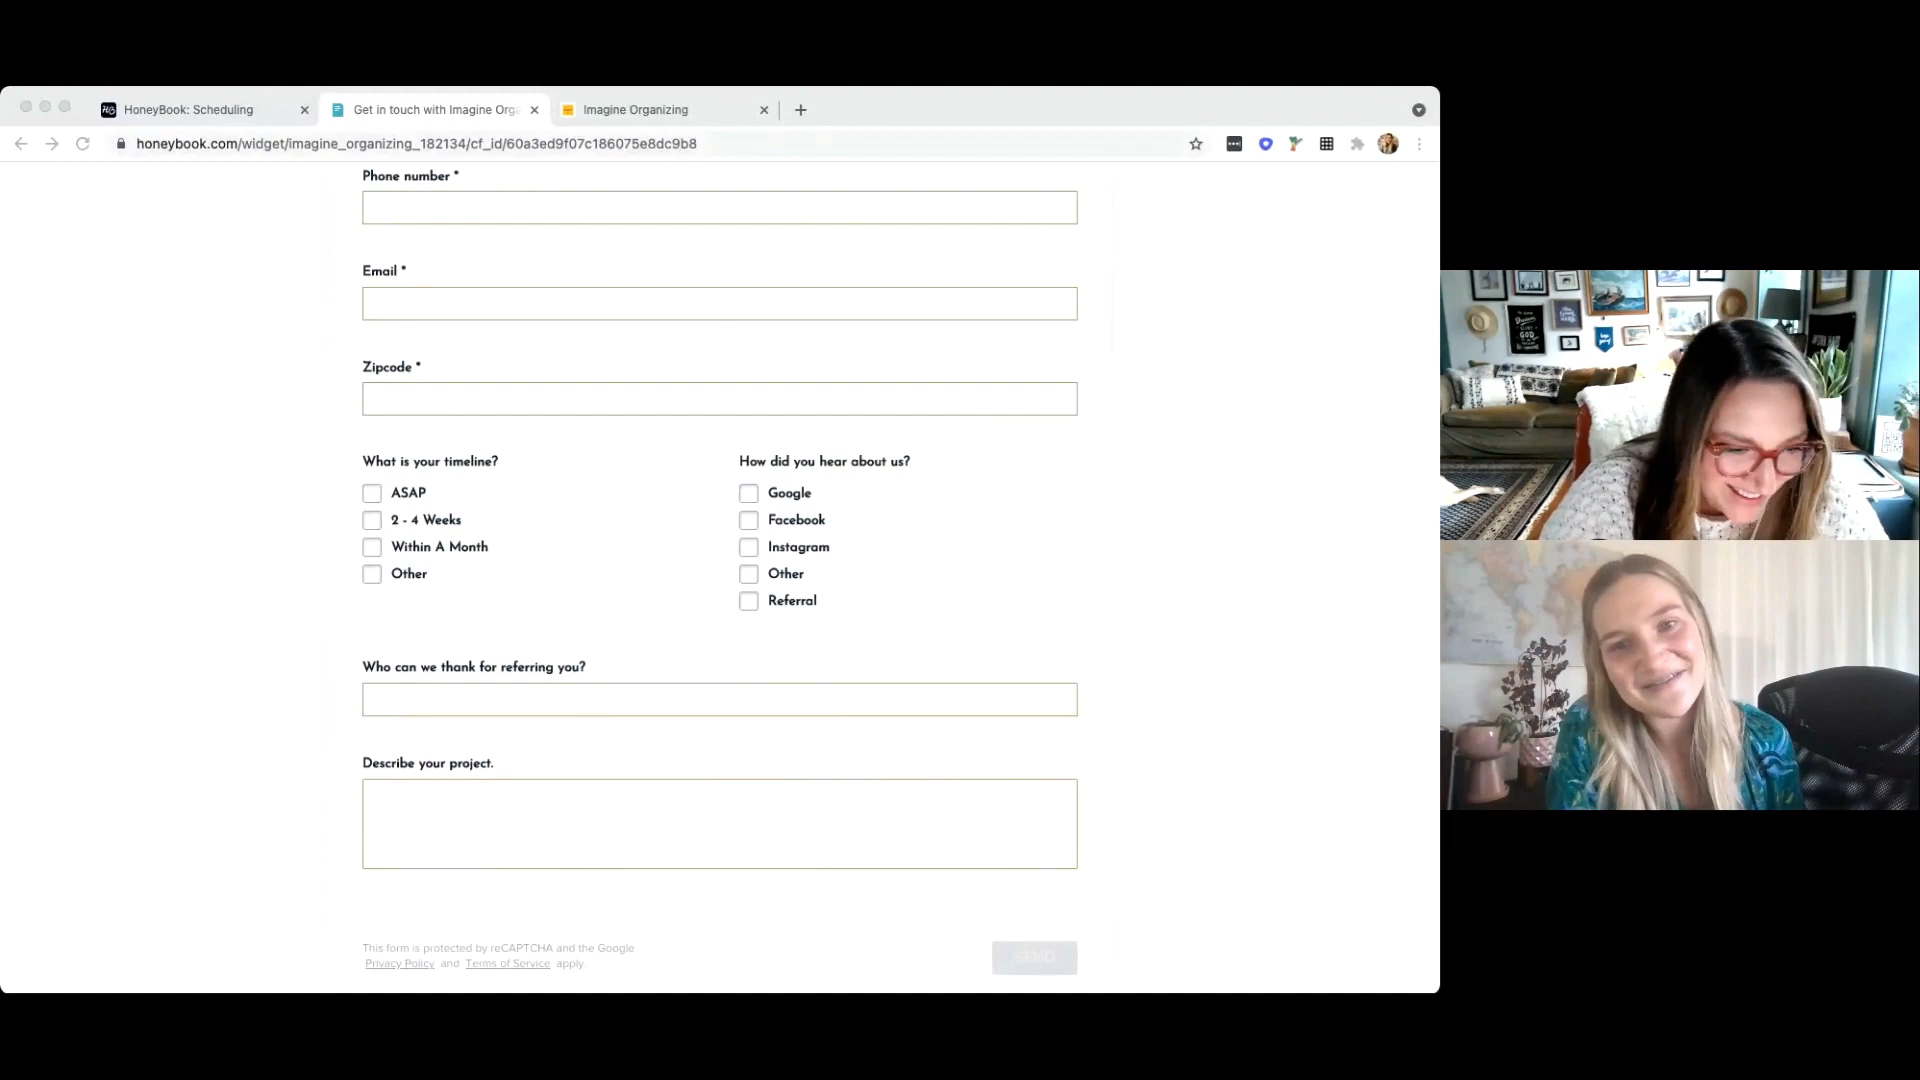 HoneyBook: Scheduling
Get in touch with Imagine Orga
Imagine Organizing
honeybook.com/widget/imagine_organizing_182134/cf_id/60a3ed9f07c186075e8dc9b8
Phone number *
Email *
Zipcode *
What is your timeline?
ASAP
2 - 4 Weeks
Within A Month
Other
How did you hear about us?
Google
Facebook
Instagram
Other
Referral
Who can we thank for referring you?
Describe your project.
This form is protected by reCAPTCHA and the Google
Privacy Policy and Terms of Service apply.
SEND